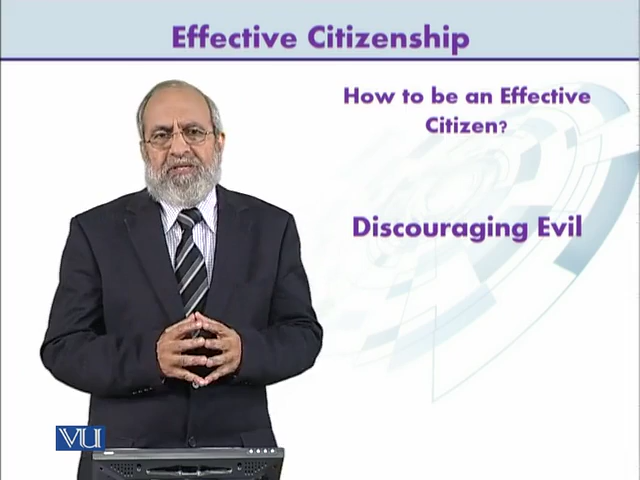 Effective Citizenship
How to be an Effective
Citizen?
Discouraging Evil
VU